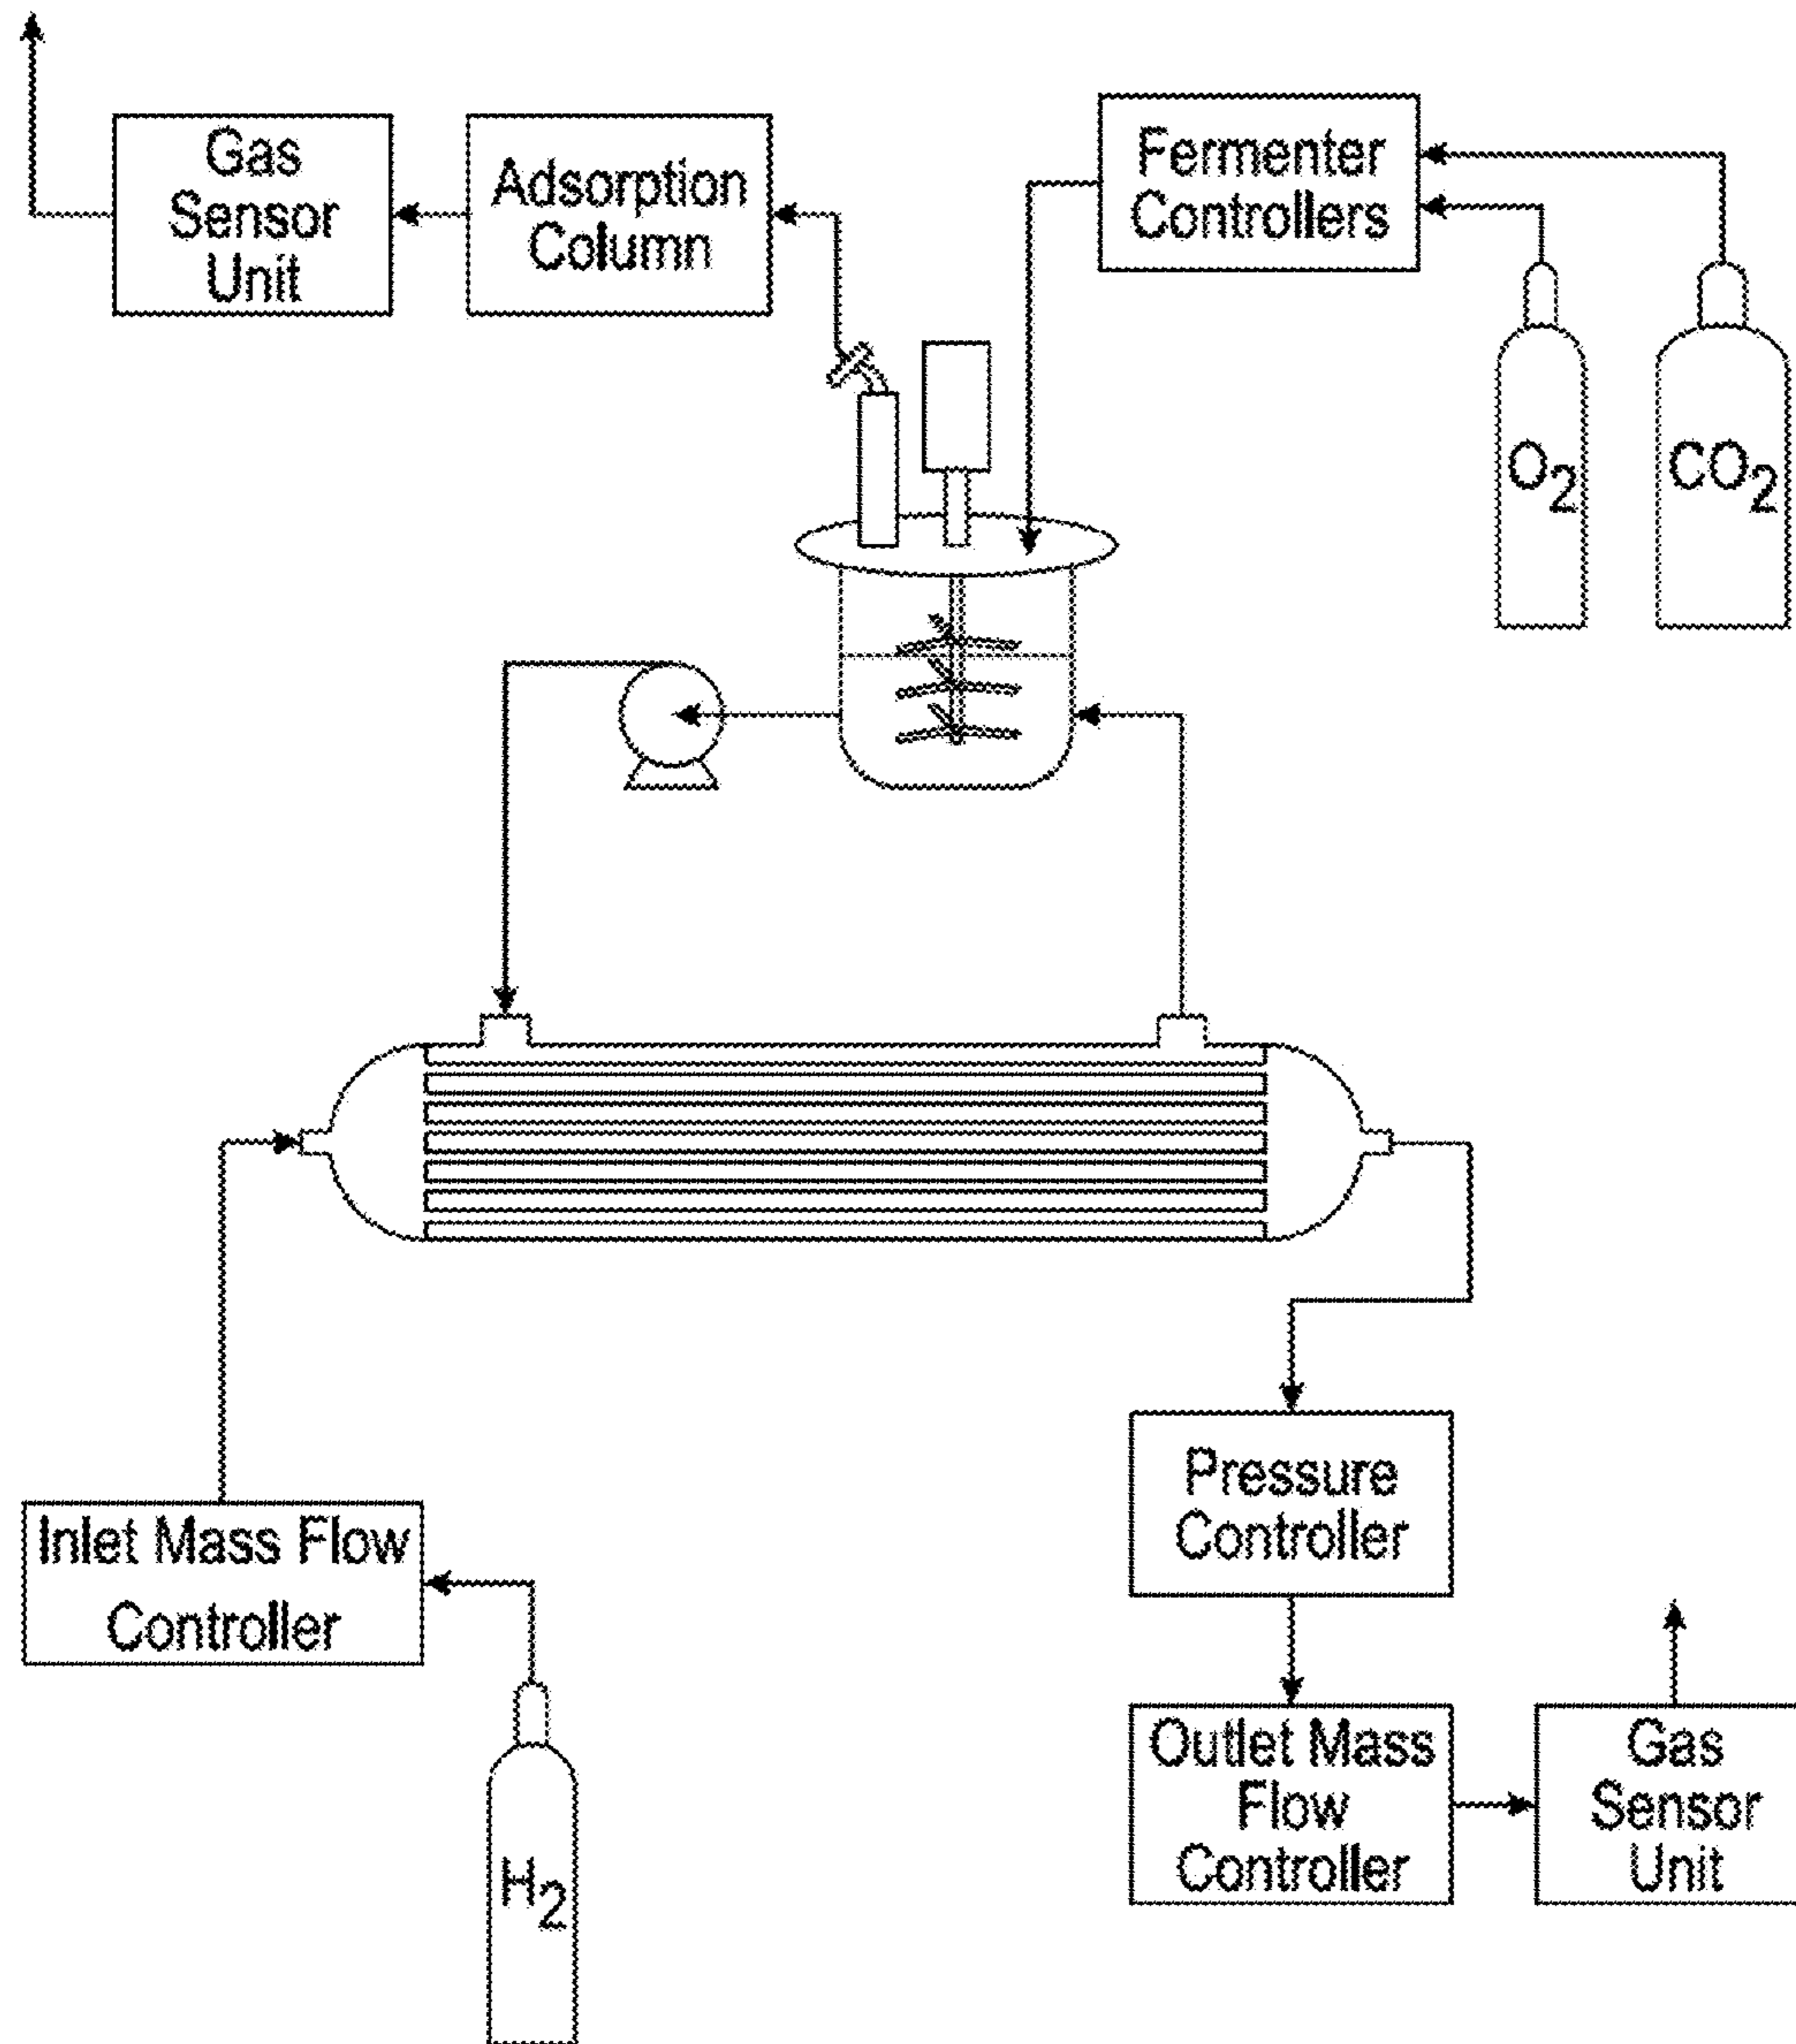 Gas
Sensor
Unit
Adsorption
Column
Fermenter
Controllers
O₂
CO₂
Inlet Mass Flow
Controller
H₂
Pressure
Controller
Outlet Mass
Flow
Controller
Gas
Sensor
Unit